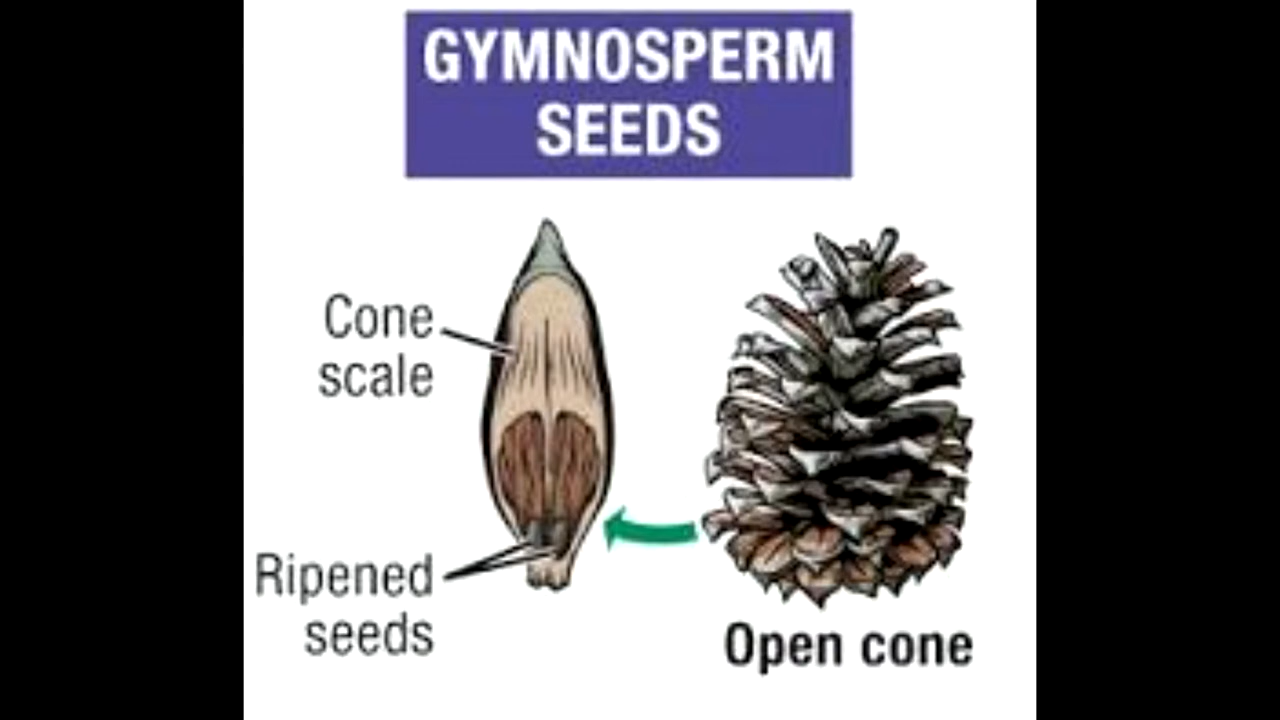 GYMNOSPERM
SEEDS
Cone
scale
Ripened
seeds
Open cone